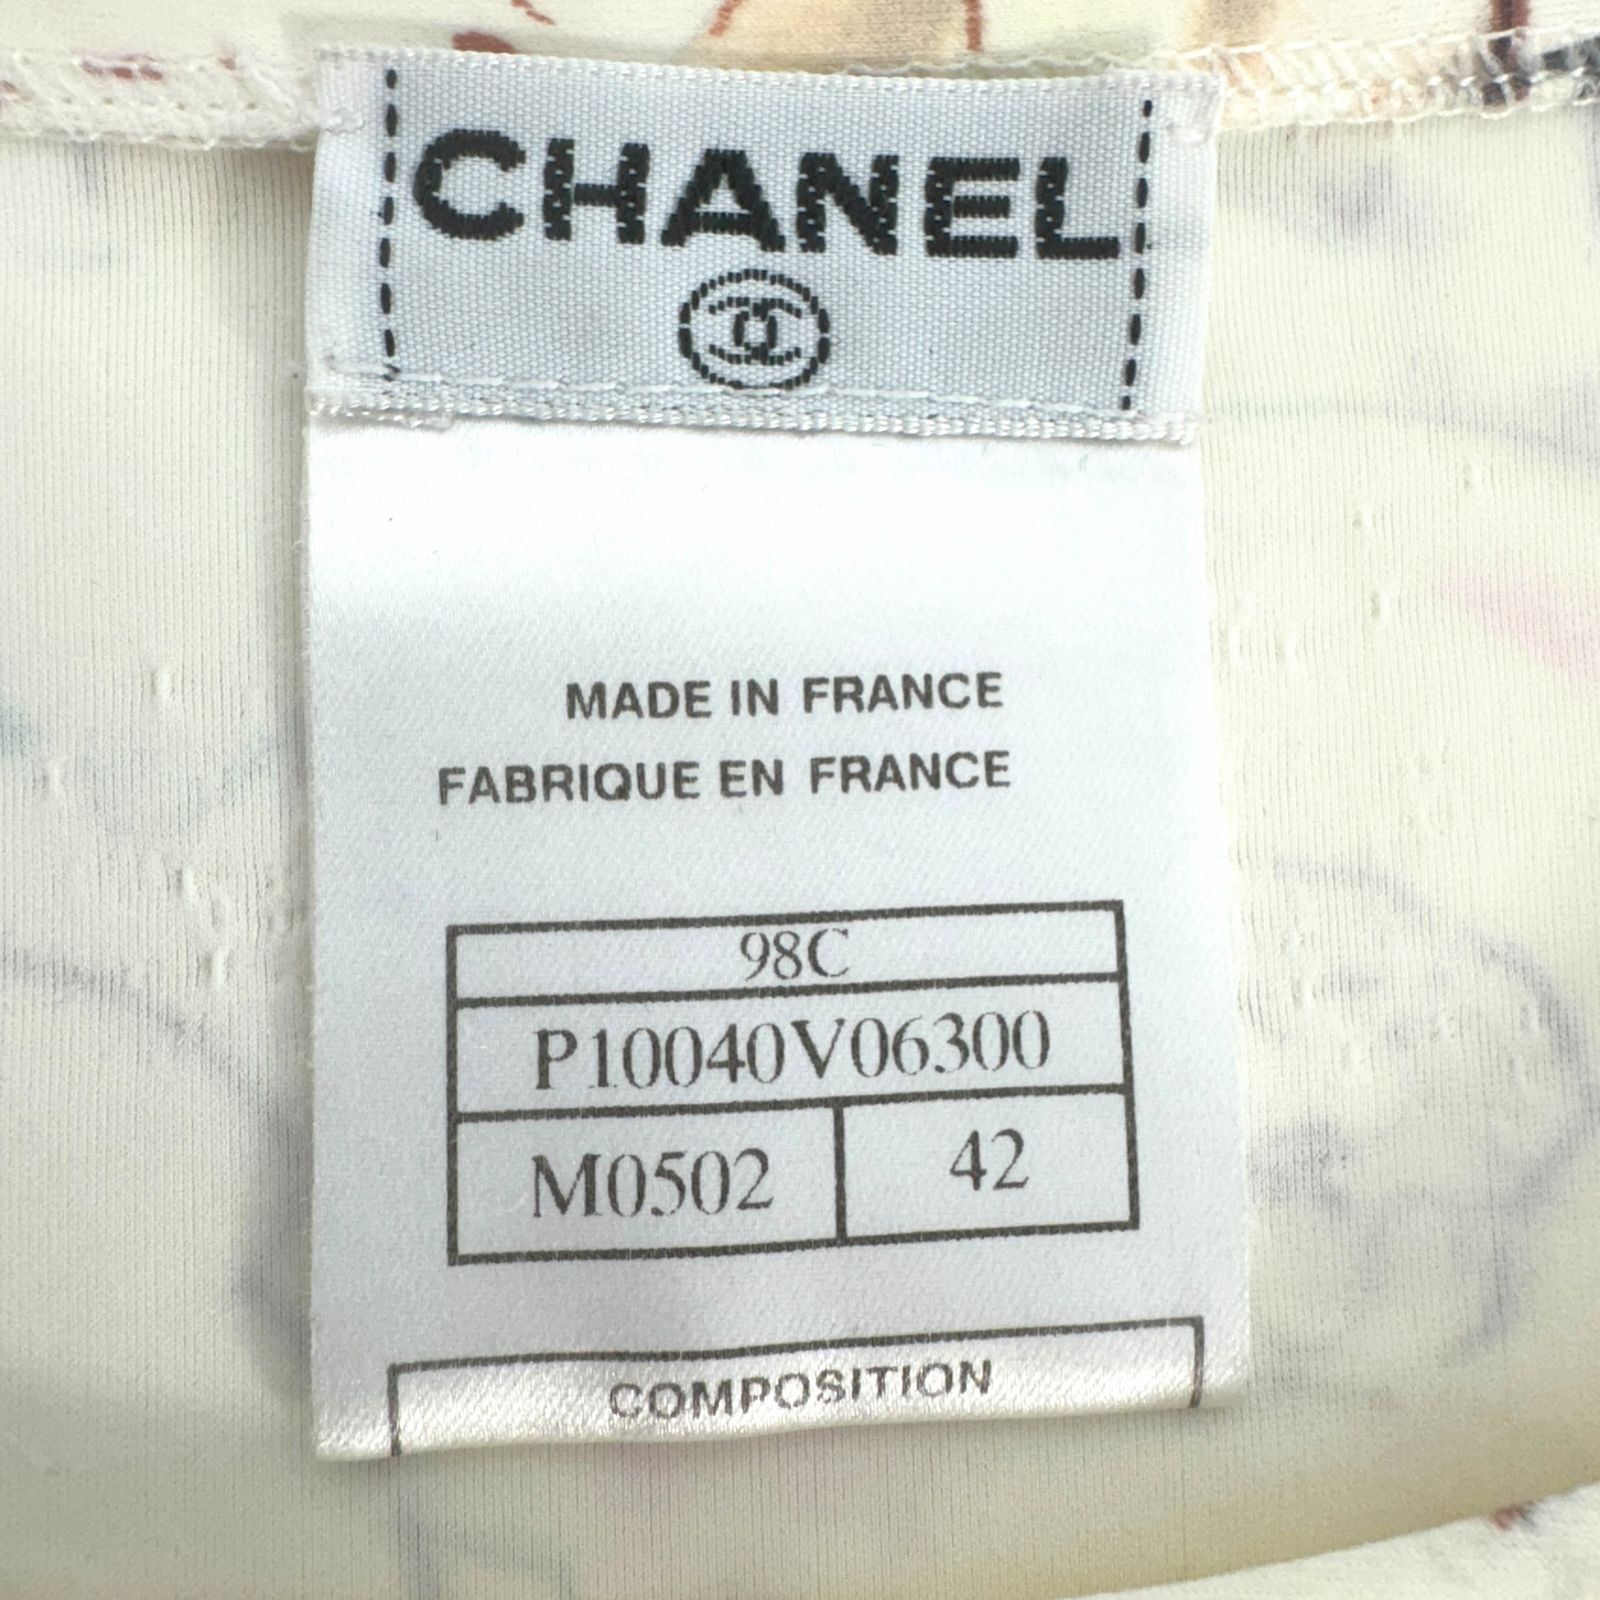 CHANEL
MADE IN FRANCE
FABRIQUE EN FRANCE
98C
P10040V06300
M0502 42
COMPOSITION